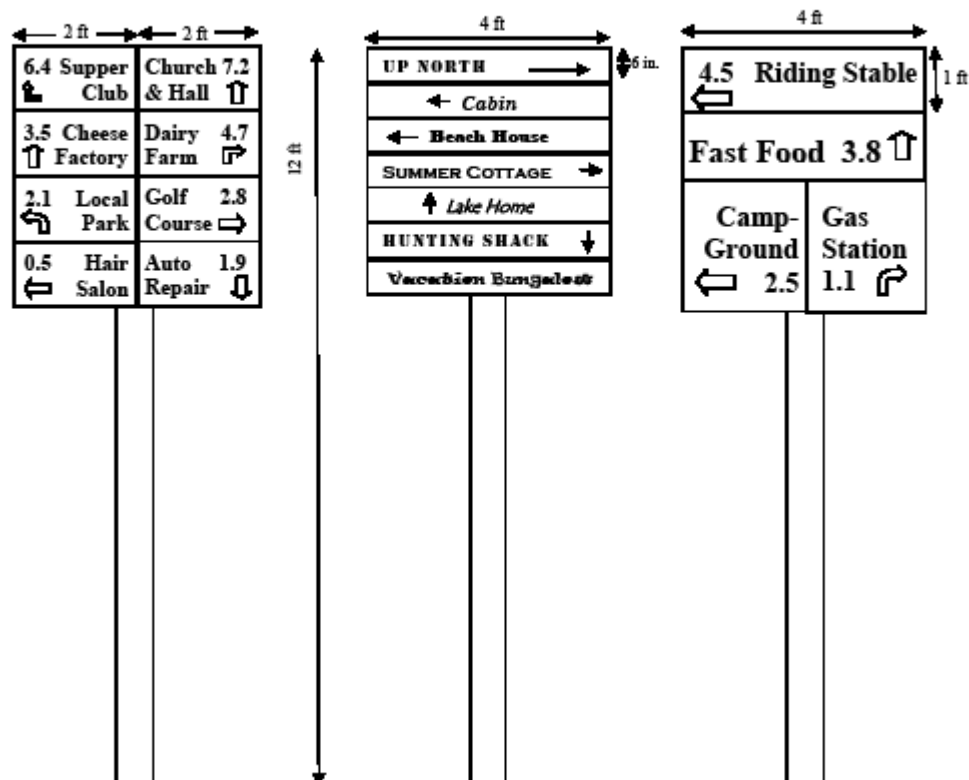 2 ft
2 ft
6.4 Supper
Club
Church 7.2
& Hall
3.5 Cheese
Factory
Dairy 4.7
Farm
2.1 Local
Park
Golf 2.8
Course
0.5 Hair
Salon
Auto 1.9
Repair
12 ft
4 ft
6 in.
UP NORTH
Cabin
Beach House
SUMMER COTTAGE
Lake Home
HUNTING SHACK
Vacation
4 ft
1 ft
4.5 Riding Stable
Fast Food 3.8
Camp-
Ground
2.5
Gas
Station
1.1